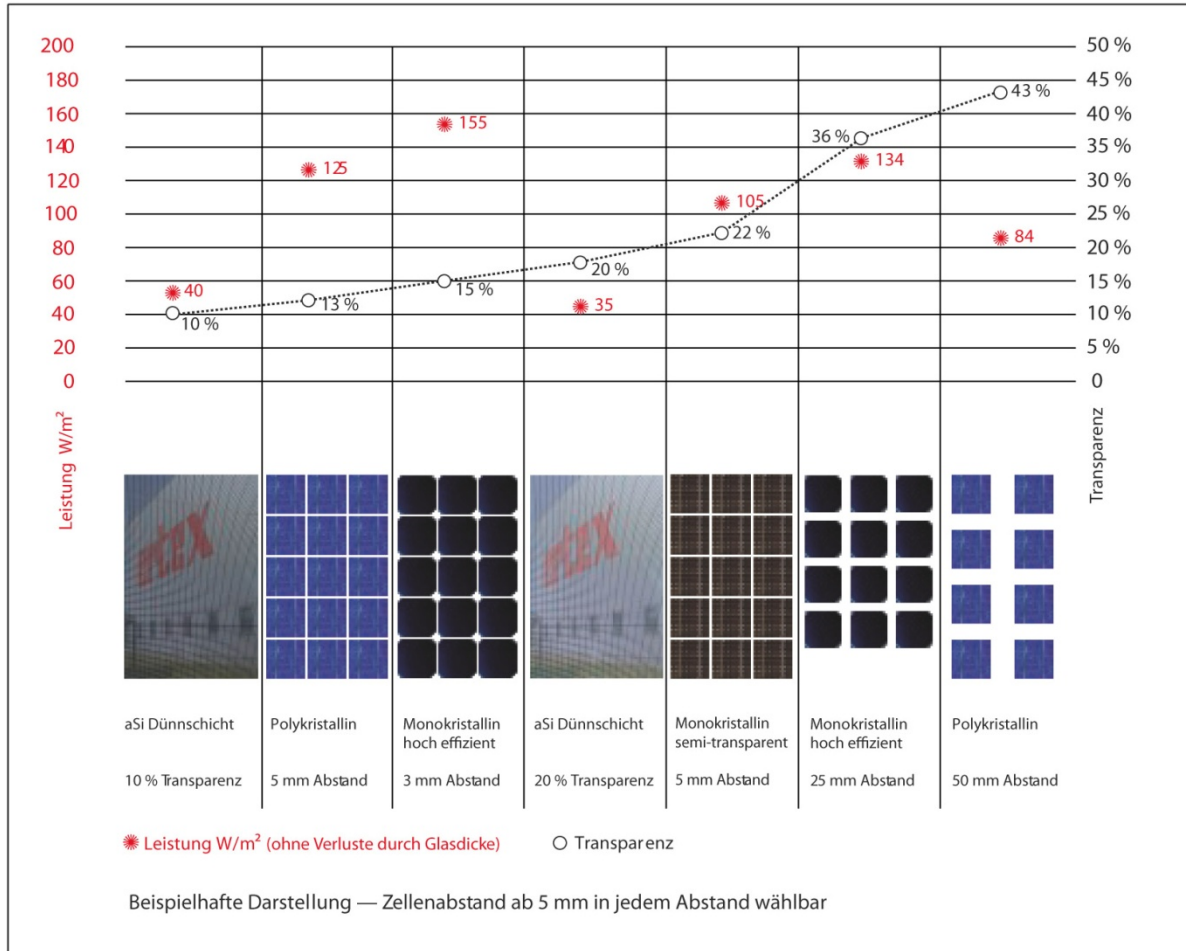 200
180
160
140
120
100
80
60
40
20
0
Leistung W/m²
50 %
45 %
40 %
35 %
30 %
25 %
20 %
15 %
10 %
5 %
0
Transparenz
40
10 %
125
13 %
155
15 %
35
20 %
105
22 %
134
36 %
84
43 %
aSi Dünnschicht
10 % Transparenz
Polykristallin
5 mm Abstand
Monokristallin
hoch effizient
3 mm Abstand
aSi Dünnschicht
20 % Transparenz
Monokristallin
semi-transparent
5 mm Abstand
Monokristallin
hoch effizient
25 mm Abstand
Polykristallin
50 mm Abstand
Leistung W/m² (ohne Verluste durch Glasdicke)
Transparenz
Beispielhafte Darstellung — Zellenabstand ab 5 mm in jedem Abstand wählbar